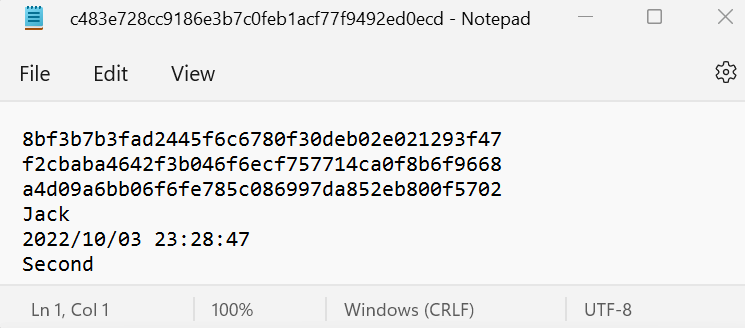 c483e728cc9186e3b7c0feb1acf77f9492ed0ecd - Notepad
File Edit View
8bf3b7b3fad2445f6c6780f30deb02e021293f47
f2cbaba4642f3b046f6ecf757714ca0f8b6f9668
a4d09a6bb06f6fe785c086997da852eb800f5702
Jack
2022/10/03 23:28:47
Second
Ln 1, Col 1 100% Windows (CRLF) UTF-8